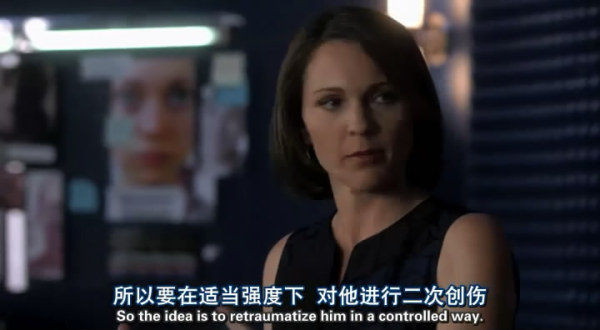 所以要在适当强度下 对他进行二次创伤
So the idea is to retraumatize him in a controlled way.